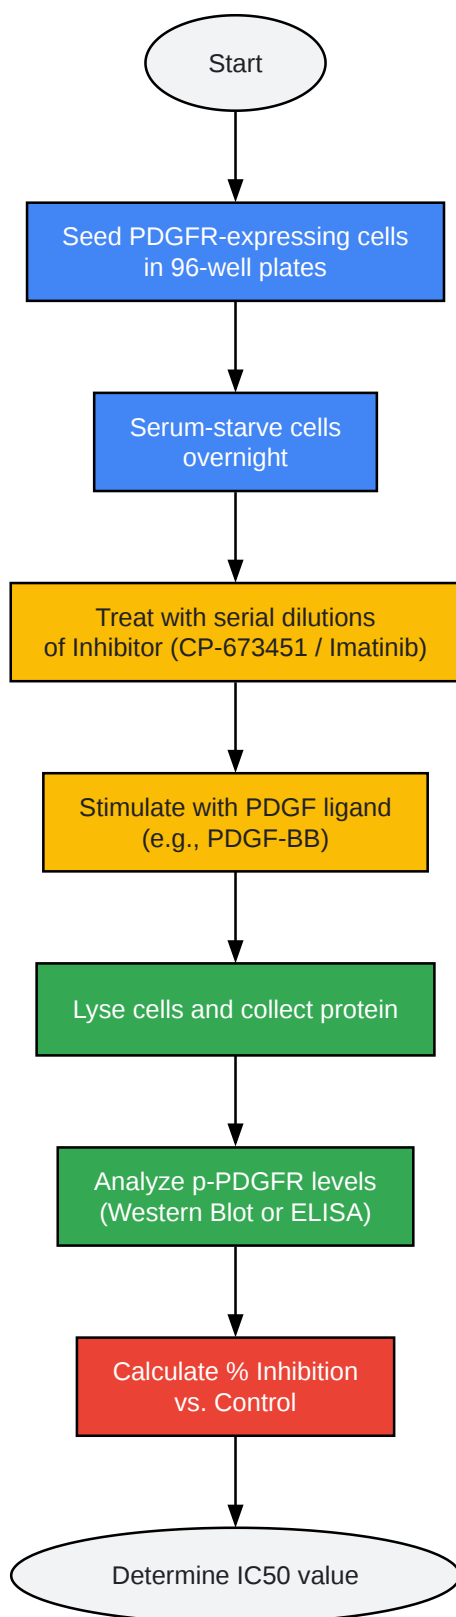 Start
Seed PDGFR-expressing cells
in 96-well plates
Serum-starve cells
overnight
Treat with serial dilutions
of Inhibitor (CP-673451 / Imatinib)
Stimulate with PDGF ligand
(e.g., PDGF-BB)
Lyse cells and collect protein
Analyze p-PDGFR levels
(Western Blot or ELISA)
Calculate % Inhibition
vs. Control
Determine IC50 value